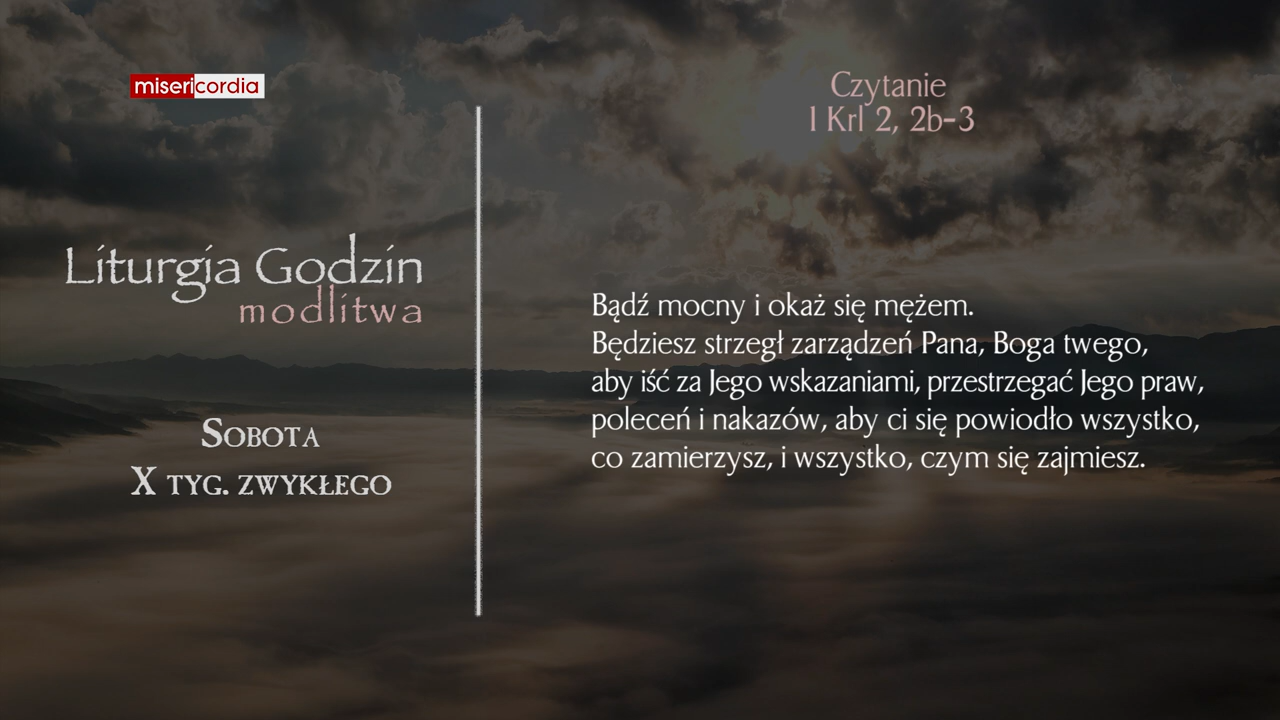 misericordia
Liturgia Godzin
modlitwa
Sobota
X tyg. zwykłego
Czytanie
1 Krl 2, 2b-3
Bądź mocny i okaż się mężem.
Będziesz strzegł zarządzeń Pana, Boga twego,
aby iść za Jego wskazaniami, przestrzegać Jego praw,
poleceń i nakazów, aby ci się powiodło wszystko,
co zamierzysz, i wszystko, czym się zajmiesz.